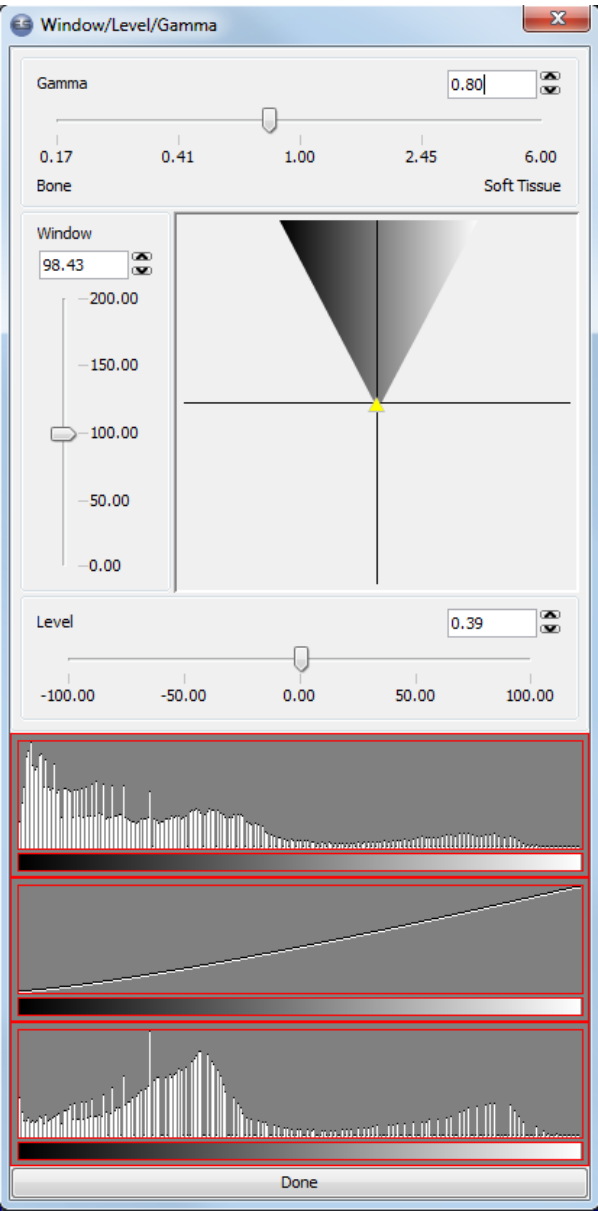 ES Window/Level/Gamma
Gamma 0.80
0.17 0.41 1.00 2.45 6.00
Bone Soft Tissue
Window
98.43
200.00
150.00
100.00
50.00
0.00
Level 0.39
-100.00 -50.00 0.00 50.00 100.00
Done